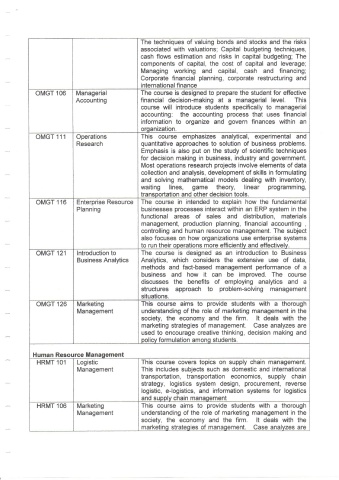 The techniques of valuing bonds and stocks and the risks
associated with valuations; Capital budgeting techniques,
cash flows estimation and risks in capital budgeting; The
components of capital, the cost of capital and leverage;
Managing working and capital, cash and financing;
Corporate financial planning, corporate restructuring and
international finance
OMGT 106 Managerial Accounting
The course is designed to prepare the student for effective
financial decision-making at a managerial level. This
course will introduce students specifically to managerial
accounting; the accounting process that uses financial
information to organize and govern finances within an
organization.
OMGT 111 Operations Research
This course emphasizes analytical, experimental and
quantitative approaches to solution of business problems.
Emphasis is also put on the study of scientific techniques
for decision making in business, industry and government.
Most operations research projects involve elements of data
collection and analysis, development of skills in formulating
and solving mathematical models dealing with inventory,
waiting lines, game theory, linear programming,
transportation and other decision tools.
OMGT 116 Enterprise Resource Planning
The course in intended to explain how the fundamental
businesses processes interact within an ERP system in the
functional areas of sales and distribution, materials
management, production planning, financial accounting ,
controlling and human resource management. The subject
also focuses on how organizations use enterprise systems
to run their operations more efficiently and effectively.
OMGT 121 Introduction to Business Analytics
The course is designed as an introduction to Business
Analytics, which considers the extensive use of data,
methods and fact-based management performance of a
business and how it can be improved. The course
discusses the benefits of employing analytics and a
structures approach to problem-solving management
situations.
OMGT 126 Marketing Management
This course aims to provide students with a thorough
understanding of the role of marketing management in the
society, the economy and the firm. It deals with the
marketing strategies of management. Case analyzes are
used to encourage creative thinking, decision making and
policy formulation among students.
Human Resource Management
HRMT 101 Logistic Management
This course covers topics on supply chain management.
This includes subjects such as domestic and international
transportation, transportation economics, supply chain
strategy, logistics system design, procurement, reverse
logistic, e-logistics, and information systems for logistics
and supply chain management
HRMT 106 Marketing Management
This course aims to provide students with a thorough
understanding of the role of marketing management in the
society, the economy and the firm. It deals with the
marketing strategies of management. Case analyzes are